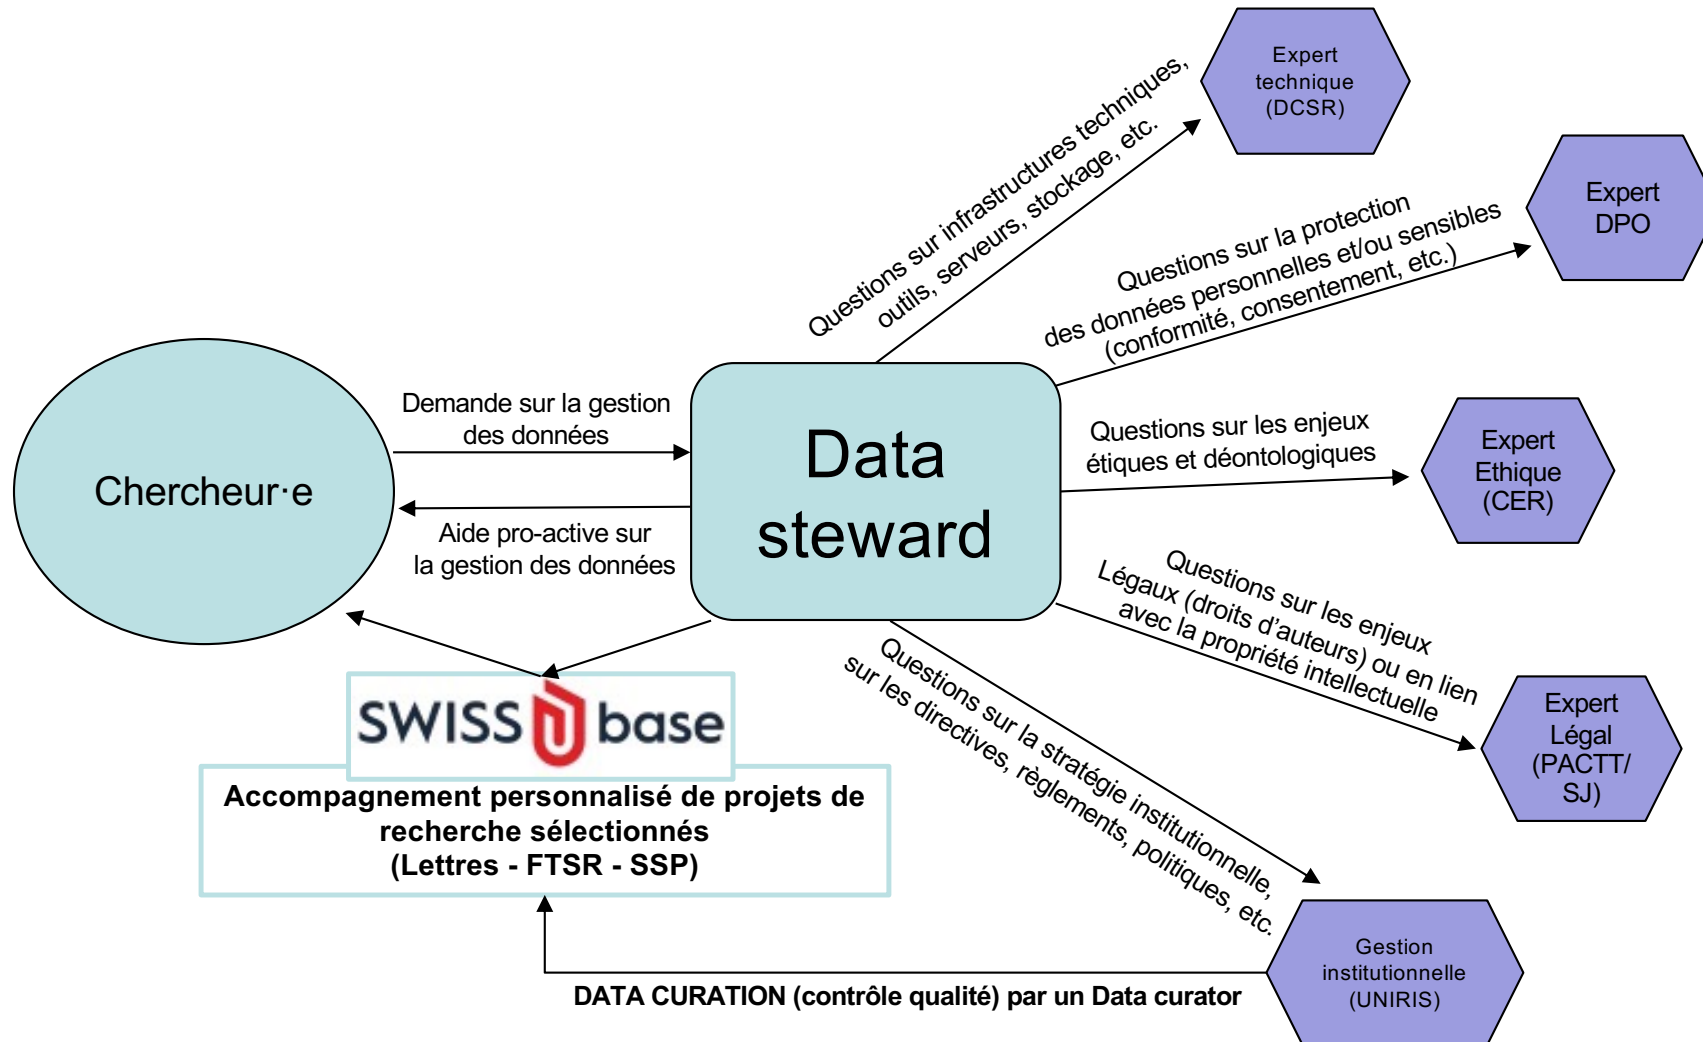 Expert
technique
(DCSR)
Questions sur infrastructures techniques,
outils, serveurs, stockage, etc.
Expert
DPO
Questions sur la protection
des données personnelles et/ou sensibles
(conformité, consentement, etc.)
Chercheur·e
Demande sur la gestion
des données
Aide pro-active sur
la gestion des données
Data
steward
Questions sur les enjeux
étiques et déontologiques
Expert
Ethique
(CER)
Questions sur les enjeux
Légaux (droits d’auteurs) ou en lien
avec la propriété intellectuelle
Expert
Légal
(PACTT/
SJ)
Questions sur la stratégie institutionnelle,
sur les directives, règlements, politiques, etc.
SWISS base
Accompagnement personnalisé de projets de
recherche sélectionnés
(Lettres - FTSR - SSP)
Gestion
institutionnelle
(UNIRIS)
DATA CURATION (contrôle qualité) par un Data curator